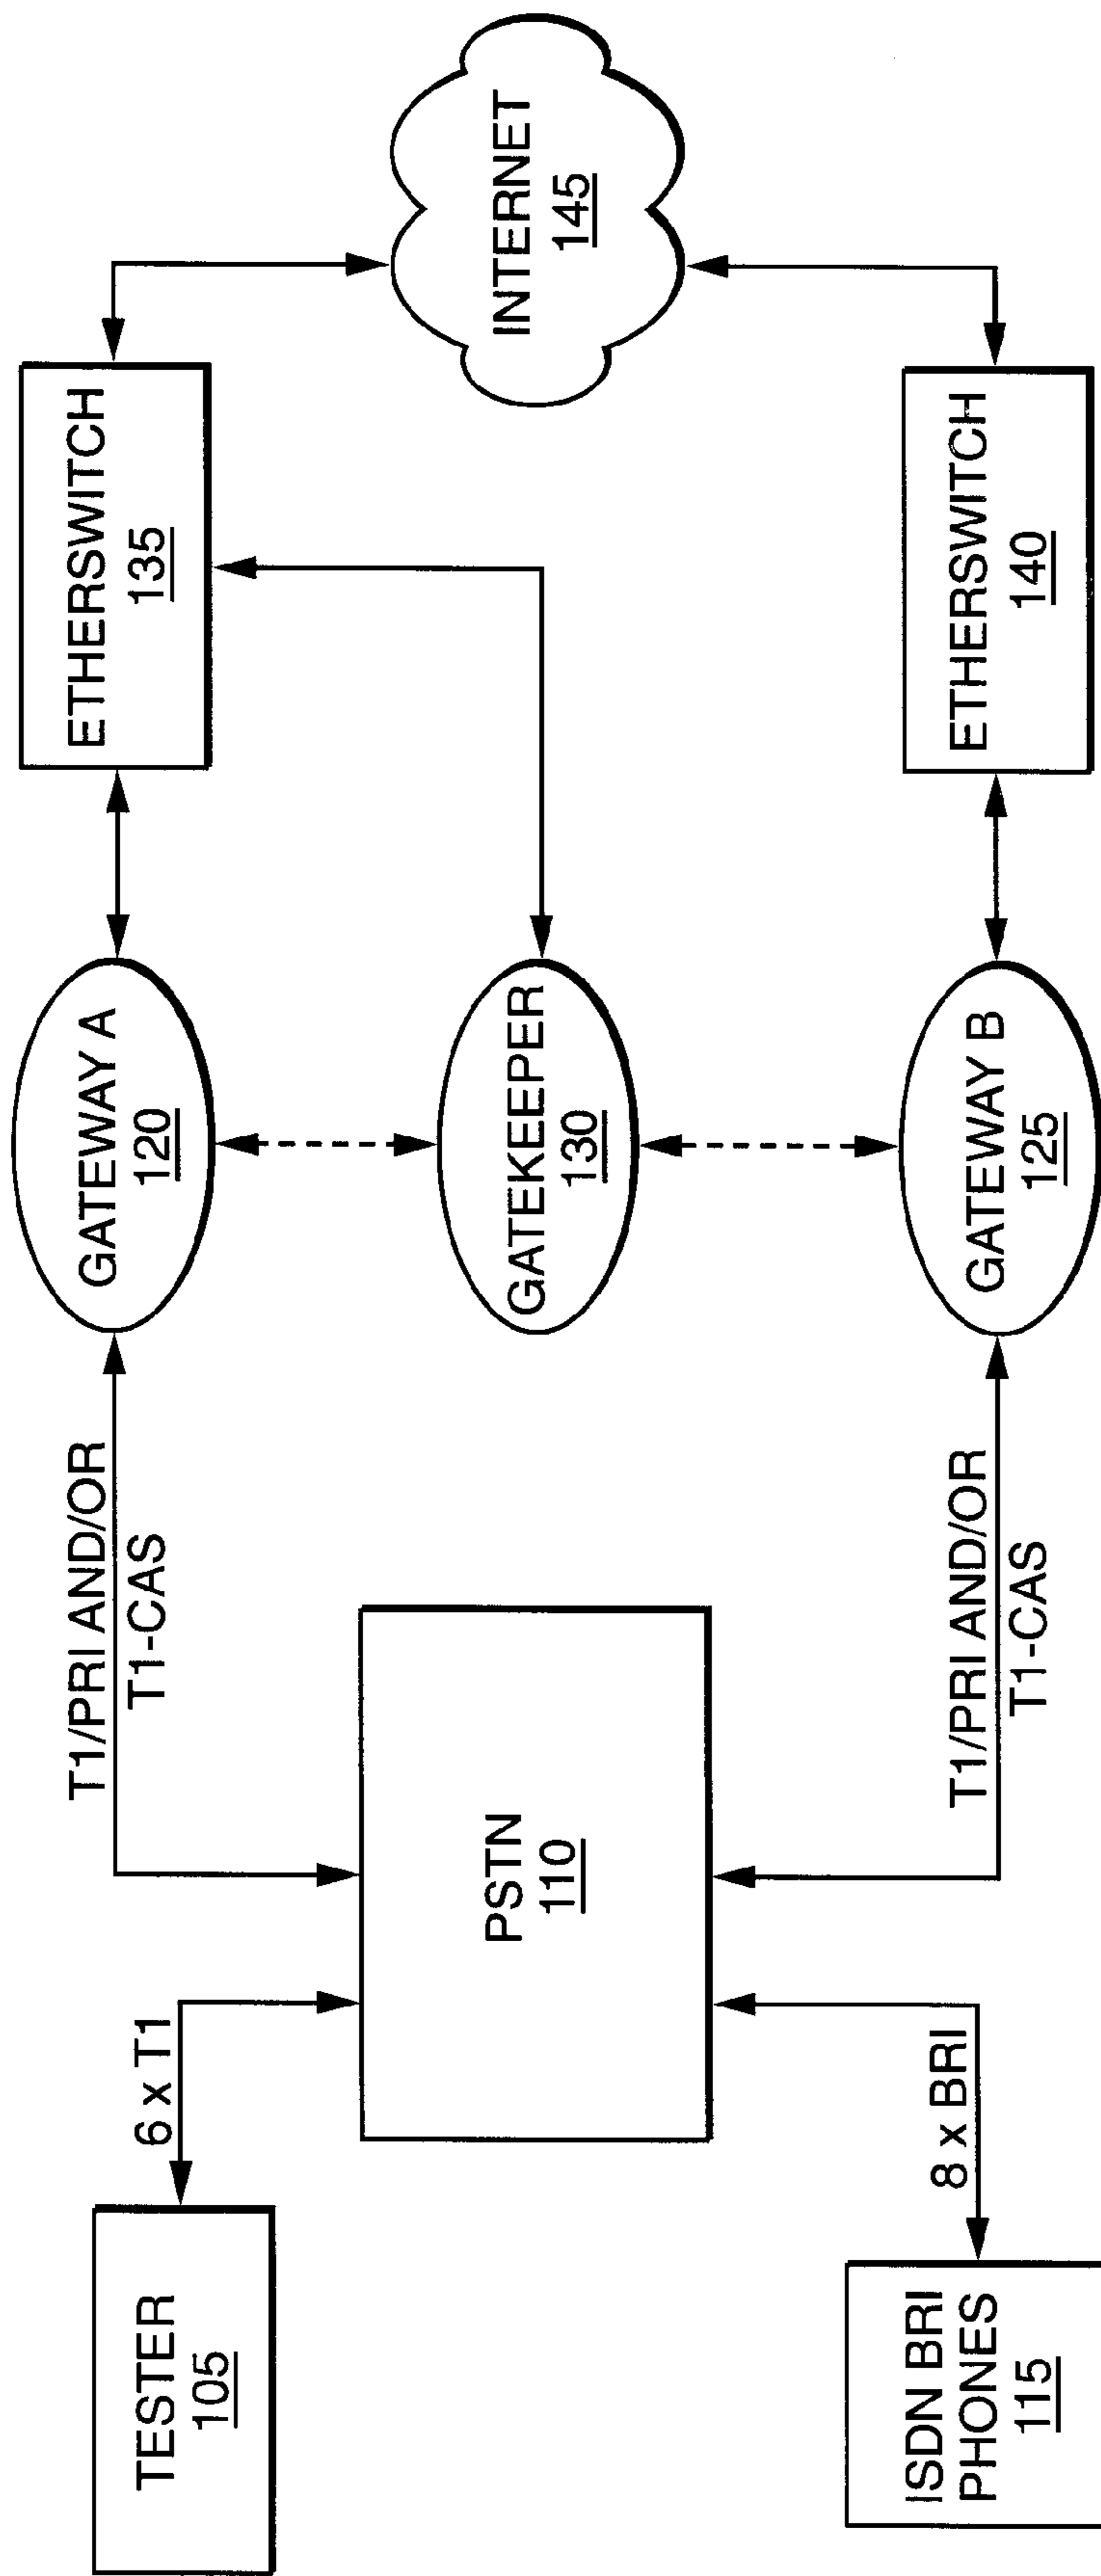 TESTER
105
6 x T1
PSTN
110
8 x BRI
ISDN BRI
PHONES
115
T1/PRI AND/OR
T1-CAS
T1/PRI AND/OR
T1-CAS
GATEWAY A
120
GATEKEEPER
130
GATEWAY B
125
ETHERSWITCH
135
ETHERSWITCH
140
INTERNET
145